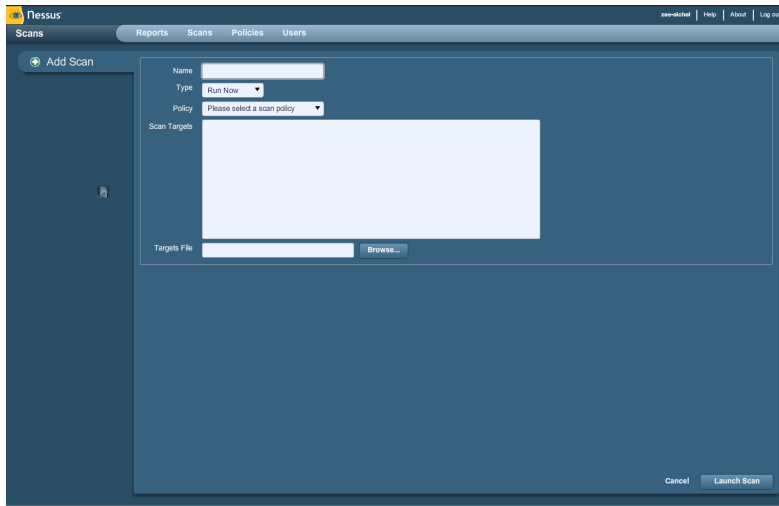 Nessus
zee-eichel Help About Log ou
Scans Reports Scans Policies Users
Add Scan
Name
Type Run Now
Policy Please select a scan policy
Scan Targets
Targets File Browse...
Cancel Launch Scan